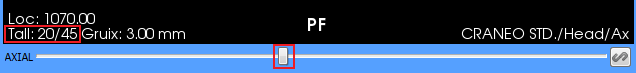 Loc: 1070.00
Tall: 20/45 Gruix: 3.00 mm PF CRANEO STD./Head/Ax
AXIAL